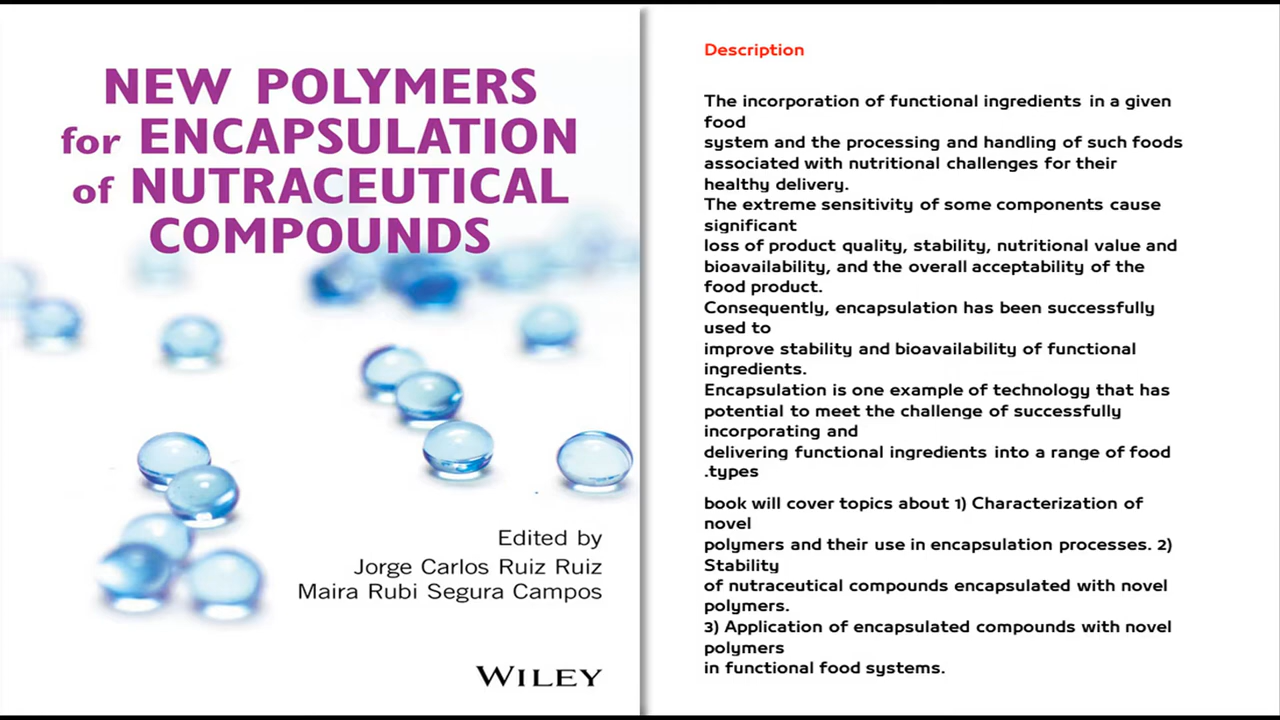 NEW POLYMERS
for ENCAPSULATION
of NUTRACEUTICAL
COMPOUNDS
Edited by
Jorge Carlos Ruiz Ruiz
Maira Rubi Segura Campos
WILEY
Description
The incorporation of functional ingredients in a given
food
system and the processing and handling of such foods
associated with nutritional challenges for their
healthy delivery.
The extreme sensitivity of some components cause
significant
loss of product quality, stability, nutritional value and
bioavailability, and the overall acceptability of the
food product.
Consequently, encapsulation has been successfully
used to
improve stability and bioavailability of functional
ingredients.
Encapsulation is one example of technology that has
potential to meet the challenge of successfully
incorporating and
delivering functional ingredients into a range of food
.types
book will cover topics about 1) Characterization of
novel
polymers and their use in encapsulation processes. 2)
Stability
of nutraceutical compounds encapsulated with novel
polymers.
3) Application of encapsulated compounds with novel
polymers
in functional food systems.